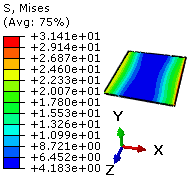 S, Mises
(Avg: 75%)
+3.141e+01
+2.914e+01
+2.687e+01
+2.460e+01
+2.233e+01
+2.007e+01
+1.780e+01
+1.553e+01
+1.326e+01
+1.099e+01
+8.721e+00
+6.452e+00
+4.183e+00
Y
X
Z